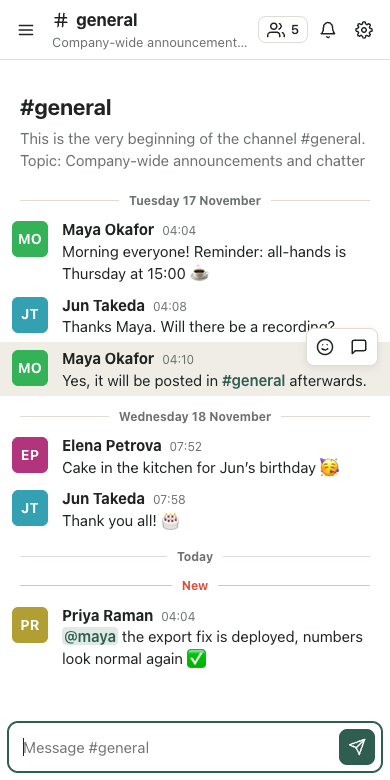 # general
Company-wide announcement…
5
#general
This is the very beginning of the channel #general.
Topic: Company-wide announcements and chatter
Tuesday 17 November
MO
Maya Okafor 04:04
Morning everyone! Reminder: all-hands is
Thursday at 15:00 ☕
JT
Jun Takeda 04:08
Thanks Maya. Will there be a recording?
MO
Maya Okafor 04:10
Yes, it will be posted in #general afterwards.
Wednesday 18 November
EP
Elena Petrova 07:52
Cake in the kitchen for Jun’s birthday 🥳
JT
Jun Takeda 07:58
Thank you all! 🎂
Today
New
PR
Priya Raman 04:04
@maya the export fix is deployed, numbers
look normal again ✅
Message #general